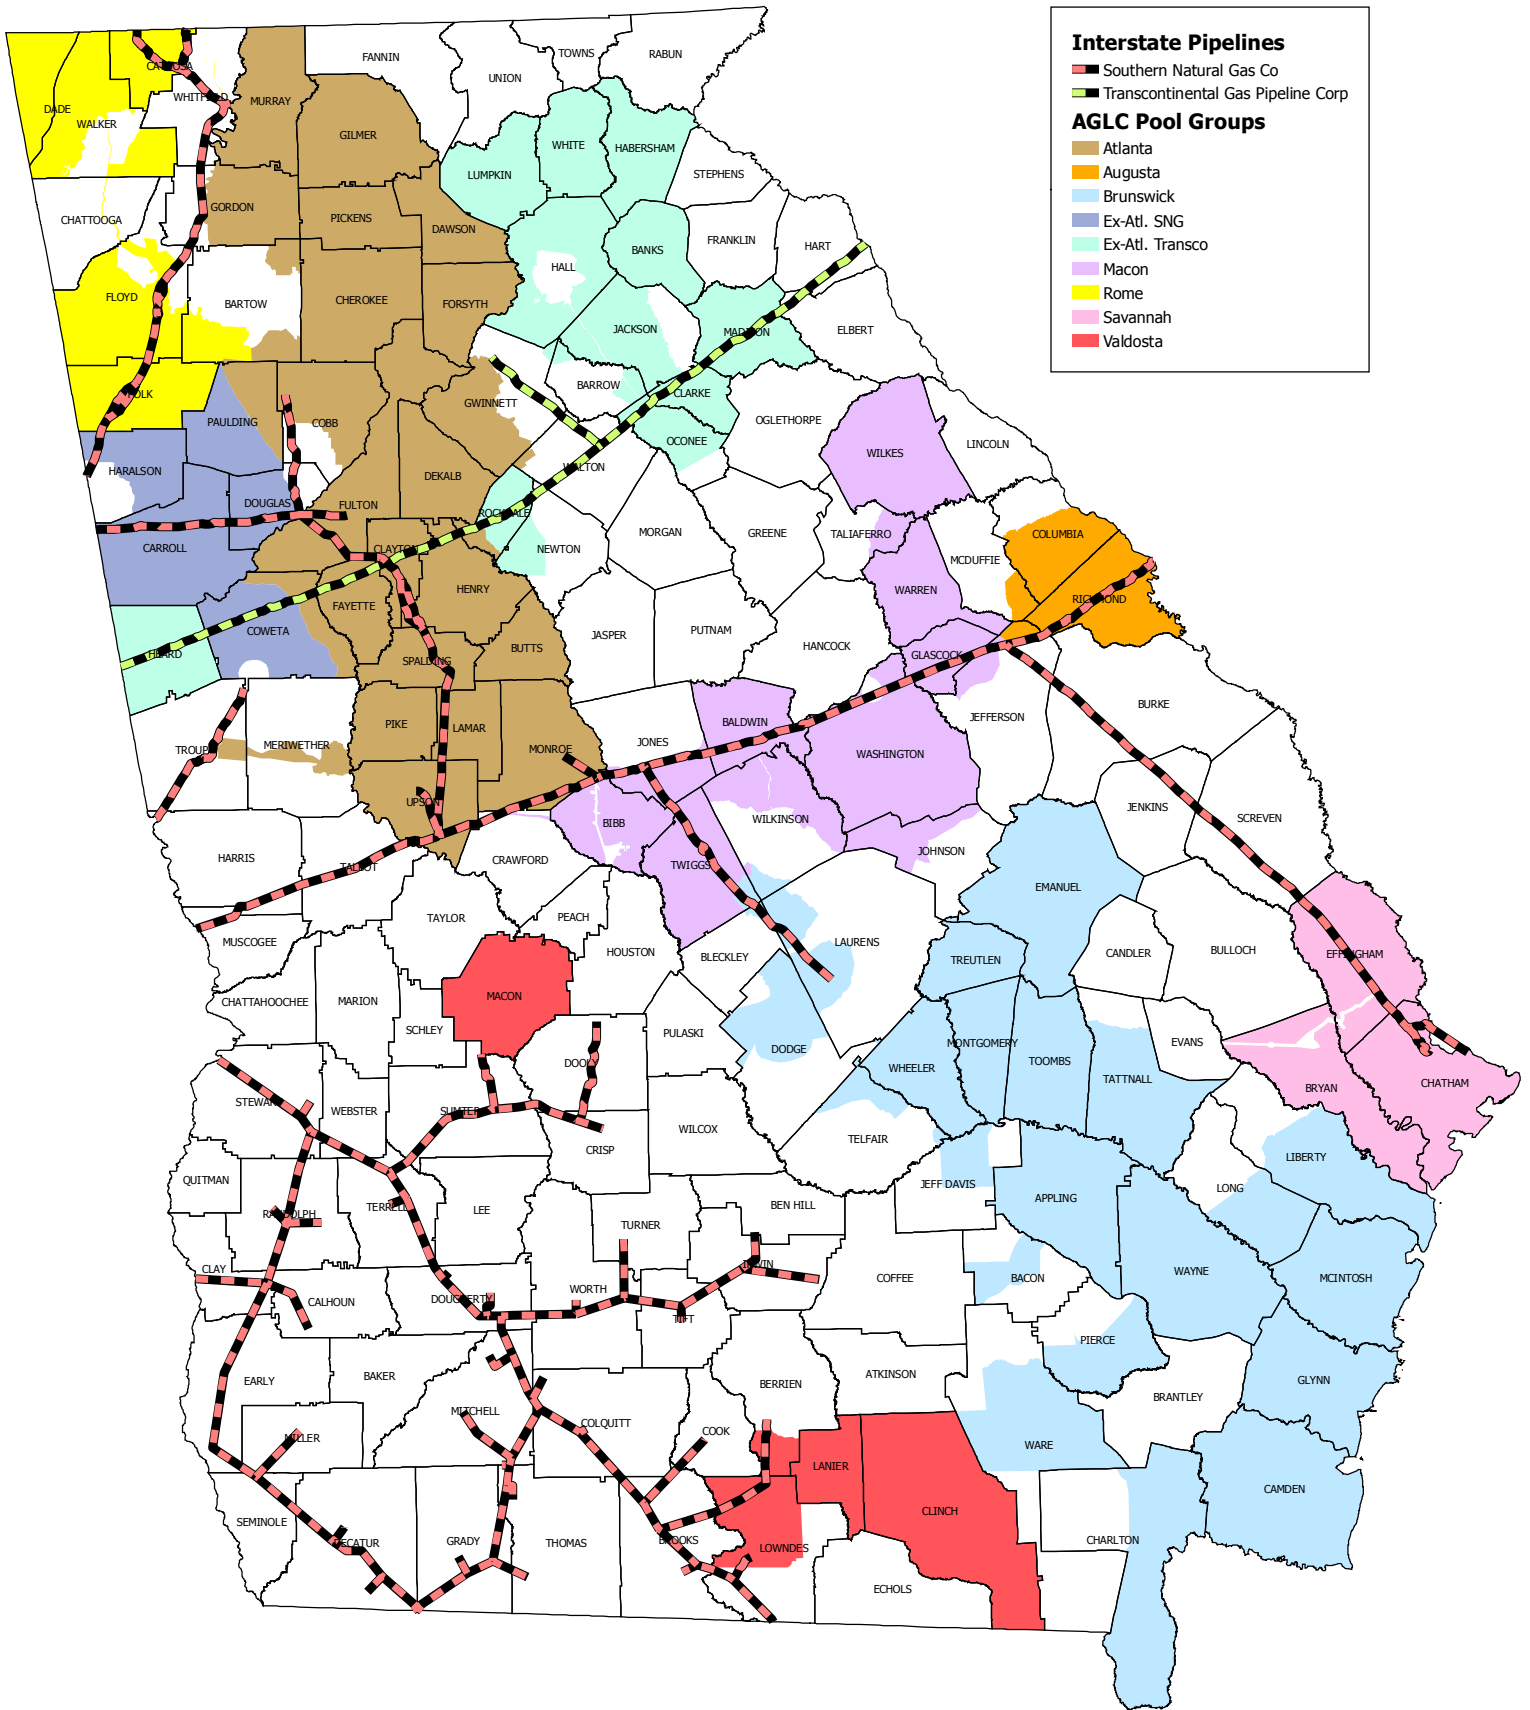 Interstate Pipelines
Southern Natural Gas Co
Transcontinental Gas Pipeline Corp
AGLC Pool Groups
Atlanta
Augusta
Brunswick
Ex-Atl. SNG
Ex-Atl. Transco
Macon
Rome
Savannah
Valdosta
FANNIN
UNION
TOWNS
RABUN
CATOOSA
DADE
WALKER
WHITFIELD
MURRAY
GILMER
WHITE
HABERSHAM
LUMPKIN
STEPHENS
CHATTOOGA
GORDON
PICKENS
DAWSON
HALL
BANKS
FRANKLIN
HART
FLOYD
BARTOW
CHEROKEE
FORSYTH
JACKSON
MADISON
ELBERT
POLK
PAULDING
COBB
GWINNETT
BARROW
CLARKE
OGLETHORPE
OCONEE
WILKES
LINCOLN
HARALSON
DOUGLAS
FULTON
DEKALB
WALTON
ROCKDALE
CARROLL
CLAYTON
NEWTON
MORGAN
GREENE
TALIAFERRO
MCDUFFIE
COLUMBIA
HENRY
FAYETTE
WARREN
RICHMOND
HEARD
COWETA
SPALDING
BUTTS
JASPER
PUTNAM
HANCOCK
GLASCOCK
TROUP
MERIWETHER
PIKE
LAMAR
MONROE
JONES
BALDWIN
WASHINGTON
JEFFERSON
BURKE
UPSON
BIBB
WILKINSON
JENKINS
SCREVEN
HARRIS
TALBOT
CRAWFORD
TWIGGS
JOHNSON
EMANUEL
MUSCOGEE
TAYLOR
PEACH
HOUSTON
BLECKLEY
LAURENS
TREUTLEN
CANDLER
BULLOCH
EFFINGHAM
CHATTAHOOCHEE
MARION
SCHLEY
MACON
DOOLY
PULASKI
DODGE
WHEELER
MONTGOMERY
TOOMBS
TATTNALL
EVANS
BRYAN
CHATHAM
STEWART
WEBSTER
SUMTER
CRISP
WILCOX
TELFAIR
LIBERTY
QUITMAN
RANDOLPH
TERRELL
LEE
TURNER
BEN HILL
JEFF DAVIS
APPLING
LONG
CLAY
CALHOUN
DOUGHERTY
WORTH
TIFT
IRWIN
COFFEE
BACON
WAYNE
MCINTOSH
EARLY
BAKER
MITCHELL
COLQUITT
COOK
BERRIEN
ATKINSON
PIERCE
BRANTLEY
GLYNN
MILLER
LANIER
WARE
CLINCH
CAMDEN
SEMINOLE
DECATUR
GRADY
THOMAS
BROOKS
LOWNDES
ECHOLS
CHARLTON